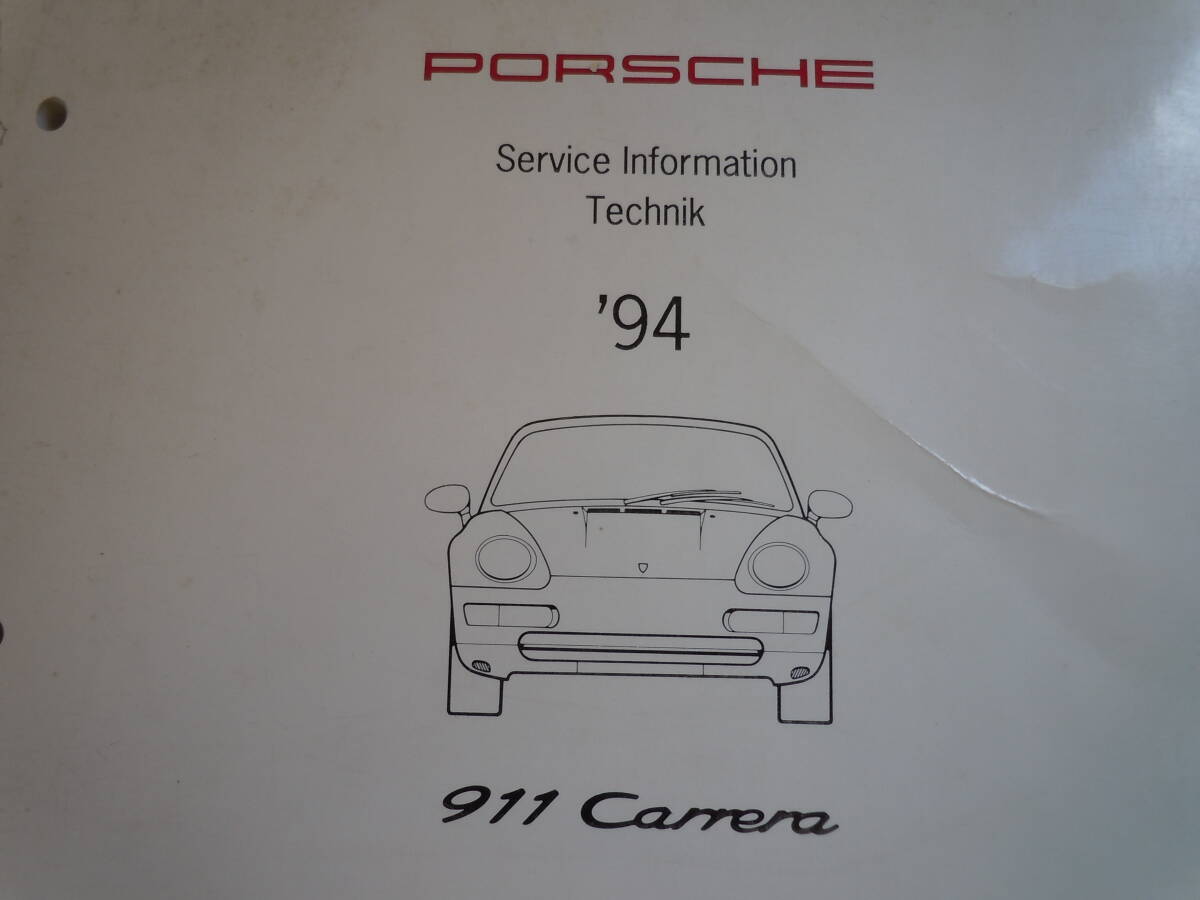 PORSCHE
Service Information
Technik
'94
911 Carrera